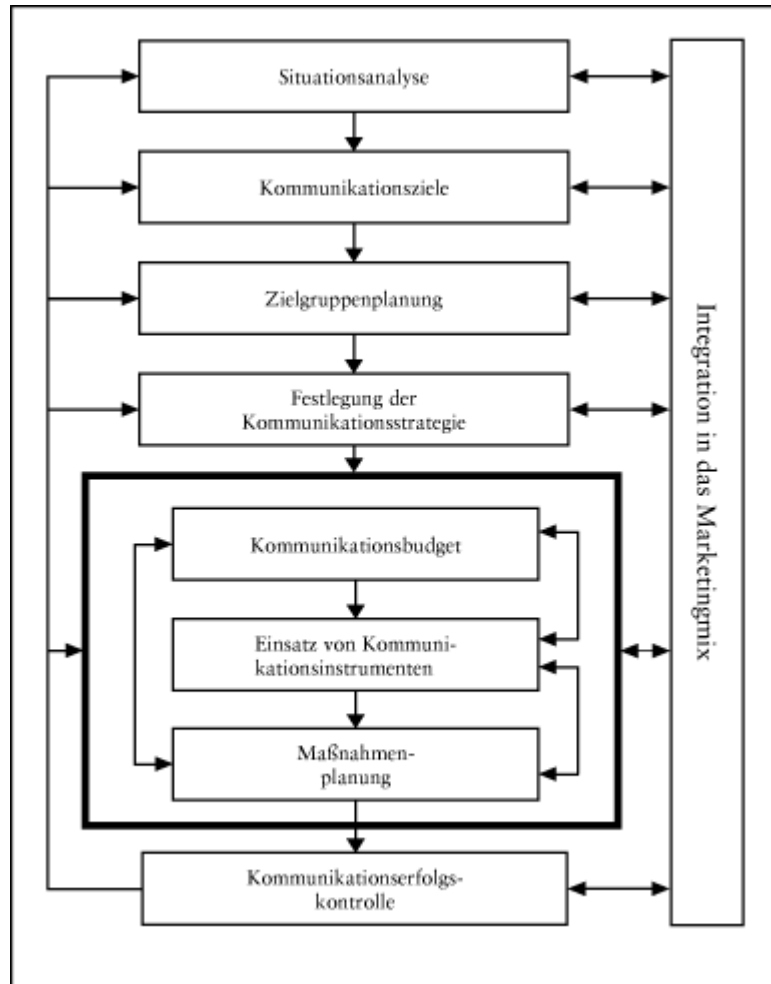 Situationsanalyse
Kommunikationsziele
Zielgruppenplanung
Festlegung der
Kommunikationsstrategie
Kommunikationsbudget
Einsatz von Kommuni-
kationsinstrumenten
Maßnahmen-
planung
Kommunikationserfolgs-
kontrolle
Integration in das Marketingmix